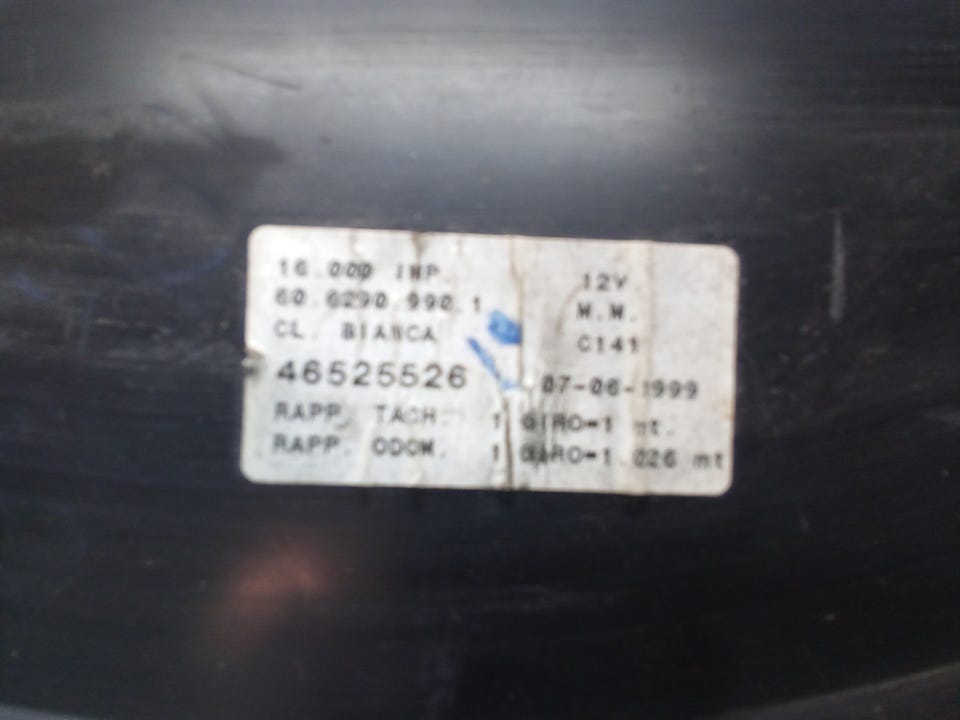 16.000 IMP. 12V
60.6290.990.1 M.M.
CL. BIANCA C141
46525526 07-06-1999
RAPP. TACH. 1 GIRO=1 mt.
RAPP. ODOM. 1 GIRO=1.026 mt